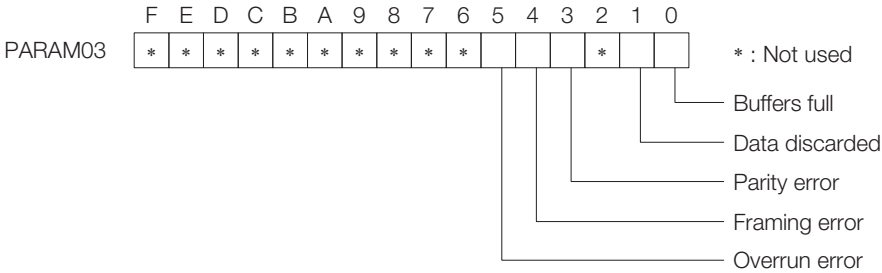 F E D C B A 9 8 7 6 5 4 3 2 1 0
PARAM03 * * * * * * * * * * * * : Not used
Buffers full
Data discarded
Parity error
Framing error
Overrun error